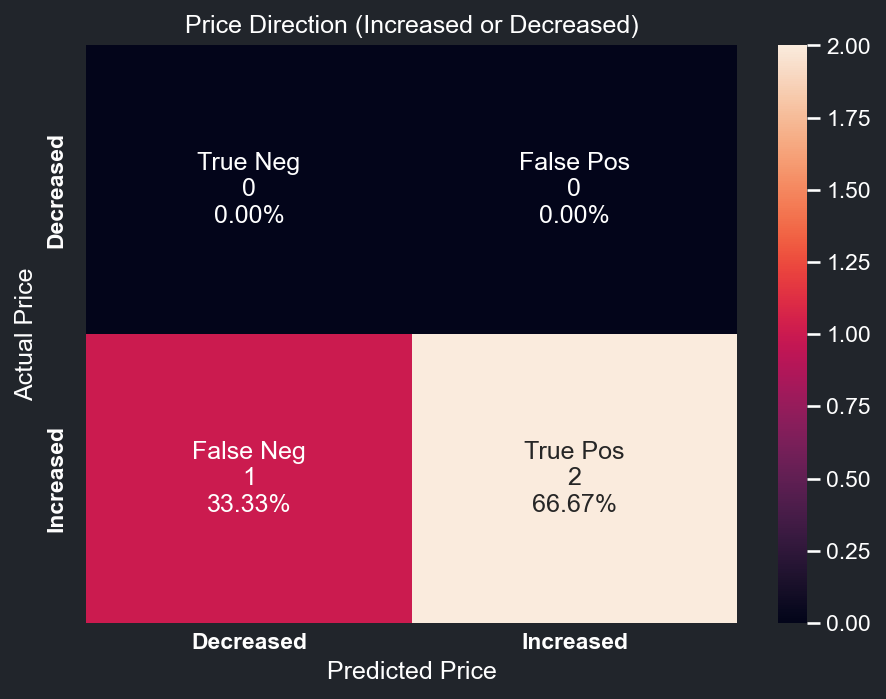 Price Direction (Increased or Decreased)
Actual Price
Decreased
Increased
True Neg
0
0.00%
False Pos
0
0.00%
False Neg
1
33.33%
True Pos
2
66.67%
Decreased
Increased
Predicted Price
2.00
1.75
1.50
1.25
1.00
0.75
0.50
0.25
0.00